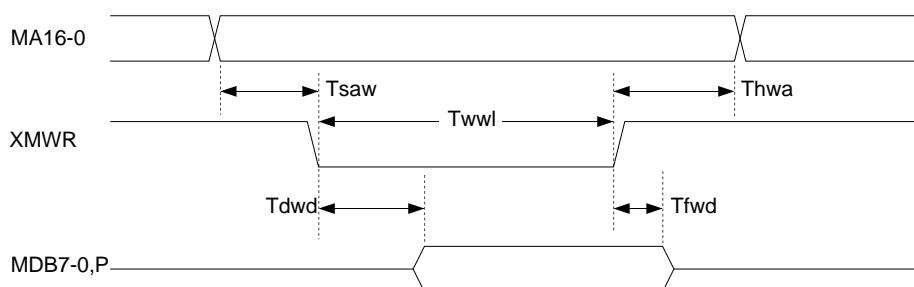 MA16-0
Tsaw
Thwa
Twwl
XMWR
Tdwd
Tfwd
MDB7-0,P